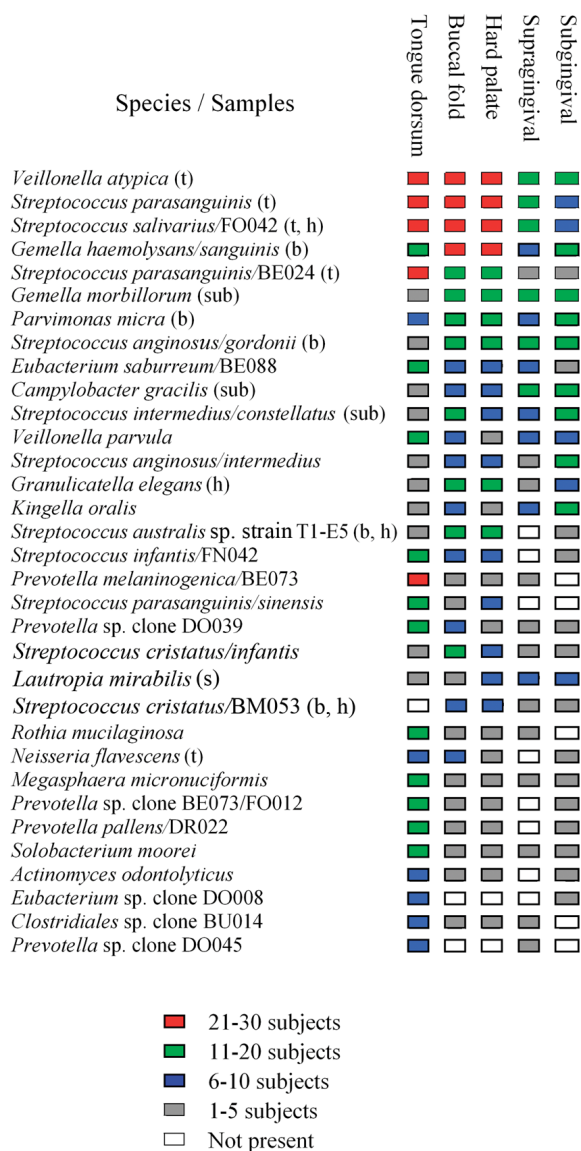 Species / Samples
Tongue dorsum
Buccal fold
Hard palate
Supragingival
Subgingival
Veillonella atypica (t)
Streptococcus parasanguinis (t)
Streptococcus salivarius/FO042 (t, h)
Gemella haemolysans/sanguinis (b)
Streptococcus parasanguinis/BE024 (t)
Gemella morbillorum (sub)
Parvimonas micra (b)
Streptococcus anginosus/gordonii (b)
Eubacterium saburreum/BE088
Campylobacter gracilis (sub)
Streptococcus intermedius/constellatus (sub)
Veillonella parvula
Streptococcus anginosus/intermedius
Granulicatella elegans (h)
Kingella oralis
Streptococcus australis sp. strain T1-E5 (b, h)
Streptococcus infantis/FN042
Prevotella melaninogenica/BE073
Streptococcus parasanguinis/sinensis
Prevotella sp. clone DO039
Streptococcus cristatus/infantis
Lautropia mirabilis (s)
Streptococcus cristatus/BM053 (b, h)
Rothia mucilaginosa
Neisseria flavescens (t)
Megasphaera micronuciformis
Prevotella sp. clone BE073/FO012
Prevotella pallens/DR022
Solobacterium moorei
Actinomyces odontolyticus
Eubacterium sp. clone DO008
Clostridiales sp. clone BU014
Prevotella sp. clone DO045
21-30 subjects
11-20 subjects
6-10 subjects
1-5 subjects
Not present